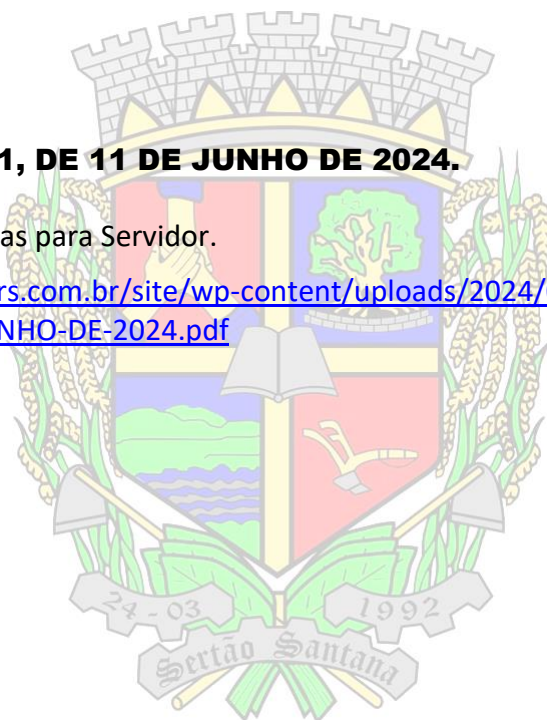 1, DE 11 DE JUNHO DE 2024.
as para Servidor.
rs.com.br/site/wp-content/uploads/2024/
NHO-DE-2024.pdf
24 - 03 1992
Sertão Santana